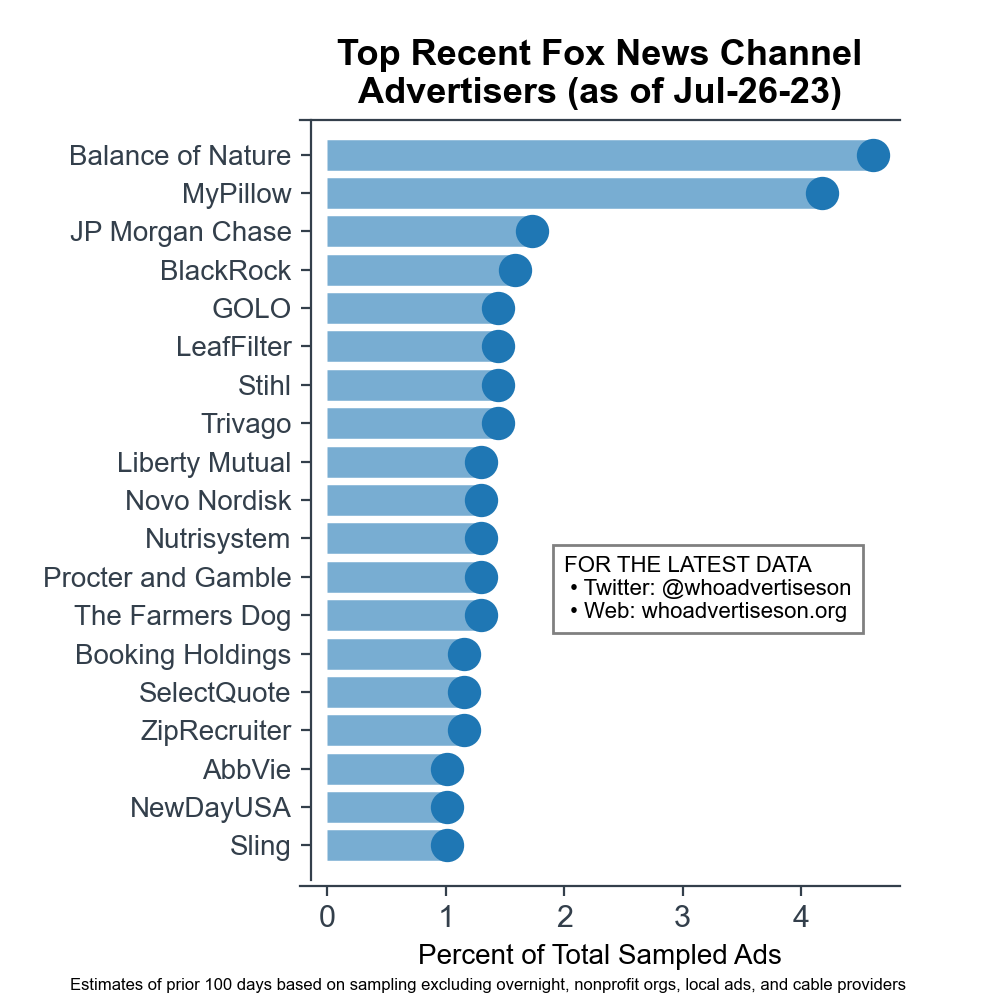 Top Recent Fox News Channel
Advertisers (as of Jul-26-23)
Balance of Nature
MyPillow
JP Morgan Chase
BlackRock
GOLO
LeafFilter
Stihl
Trivago
Liberty Mutual
Novo Nordisk
Nutrisystem
Procter and Gamble
The Farmers Dog
Booking Holdings
SelectQuote
ZipRecruiter
AbbVie
NewDayUSA
Sling
FOR THE LATEST DATA
• Twitter: @whoadvertiseson
• Web: whoadvertiseson.org
0 1 2 3 4
Percent of Total Sampled Ads
Estimates of prior 100 days based on sampling excluding overnight, nonprofit orgs, local ads, and cable providers